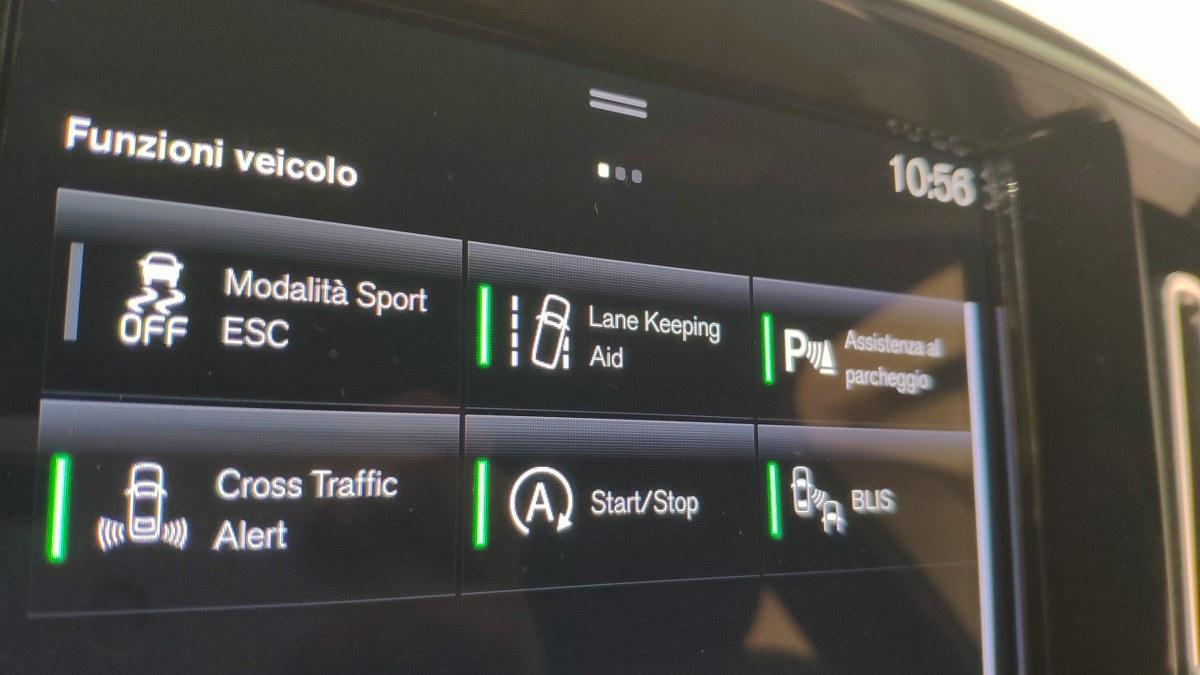 Funzioni veicolo
10:56
OFF
Modalità Sport
ESC
Lane Keeping
Aid
P
Assistenza al
parcheggio
Cross Traffic
Alert
A
Start/Stop
BLIS